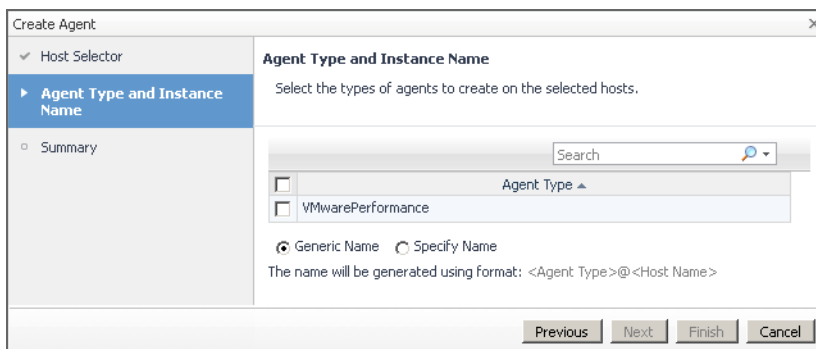 Create Agent
Host Selector
Agent Type and Instance
Name
Summary
Agent Type and Instance Name
Select the types of agents to create on the selected hosts.
Search
Agent Type
VMwarePerformance
Generic Name Specify Name
The name will be generated using format: <Agent Type>@<Host Name>
Previous Next Finish Cancel